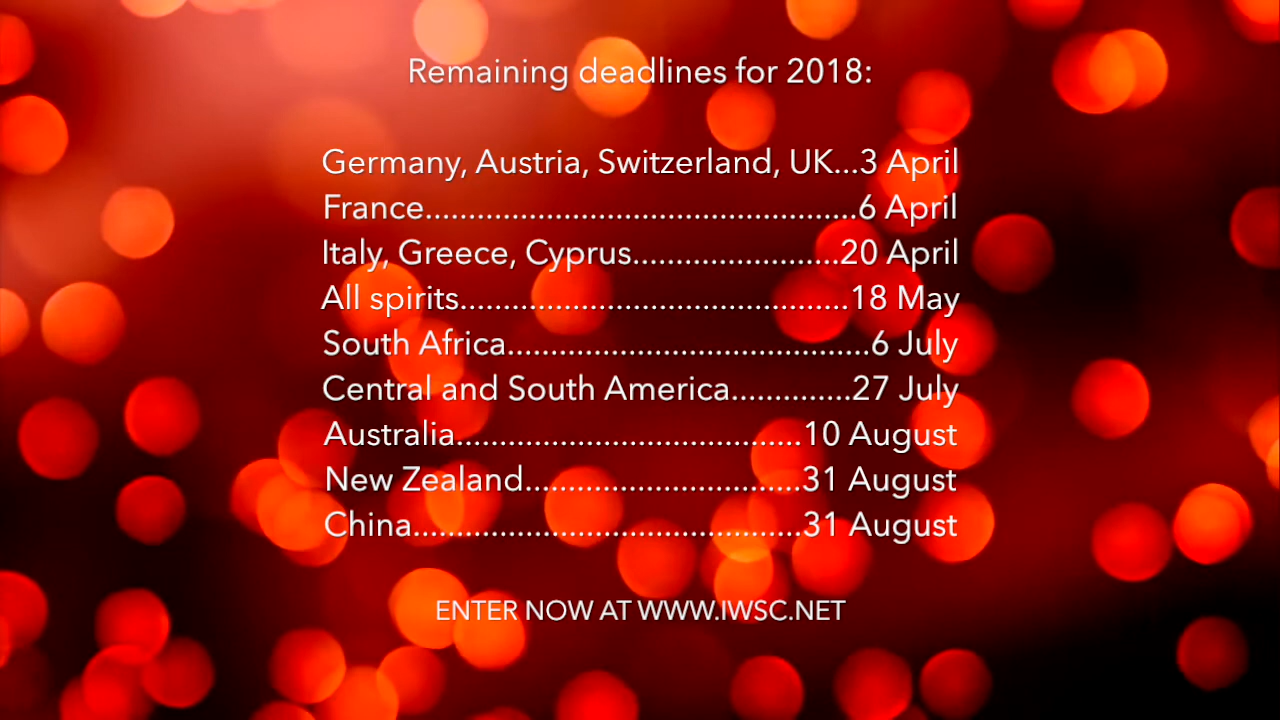 Remaining deadlines for 2018:
Germany, Austria, Switzerland, UK...3 April
France..................................................6 April
Italy, Greece, Cyprus........................20 April
All spirits.............................................18 May
South Africa..........................................6 July
Central and South America..............27 July
Australia........................................10 August
New Zealand................................31 August
China.............................................31 August
ENTER NOW AT WWW.IWSC.NET